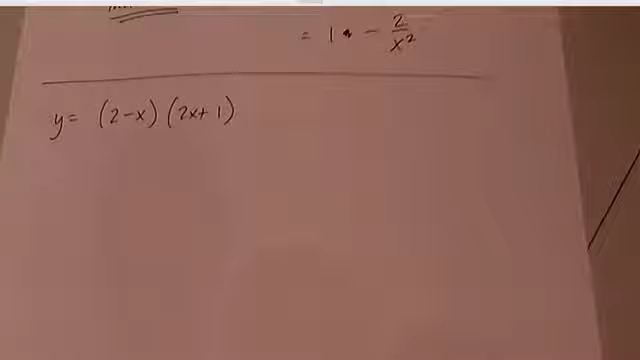 = 1 - 2/x²
y = (2-x) (2x+1)